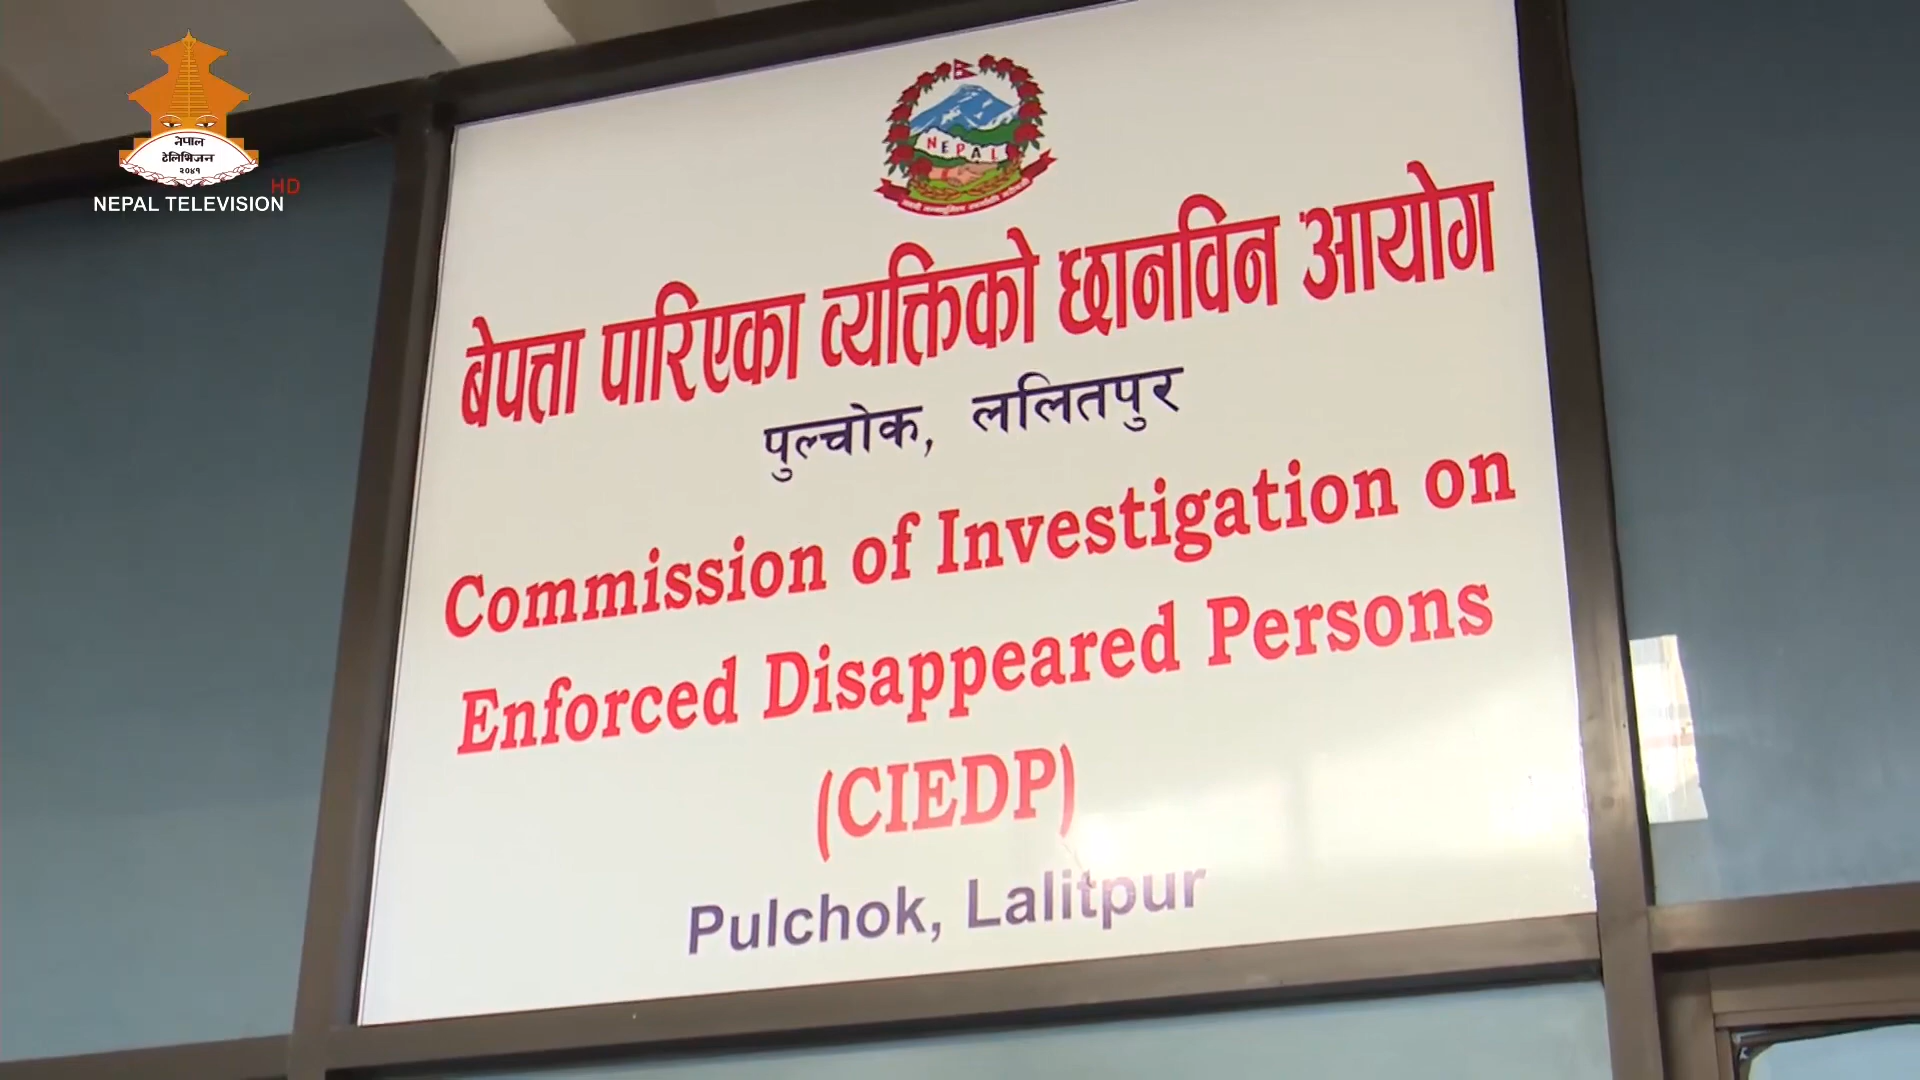 नेपाल
टेलिभिजन
२०४१
HD
NEPAL TELEVISION
NEPAL
बेपत्ता पारिएका व्यक्तिको छानविन आयोग
पुल्चोक, ललितपुर
Commission of Investigation on
Enforced Disappeared Persons
(CIEDP)
Pulchok, Lalitpur